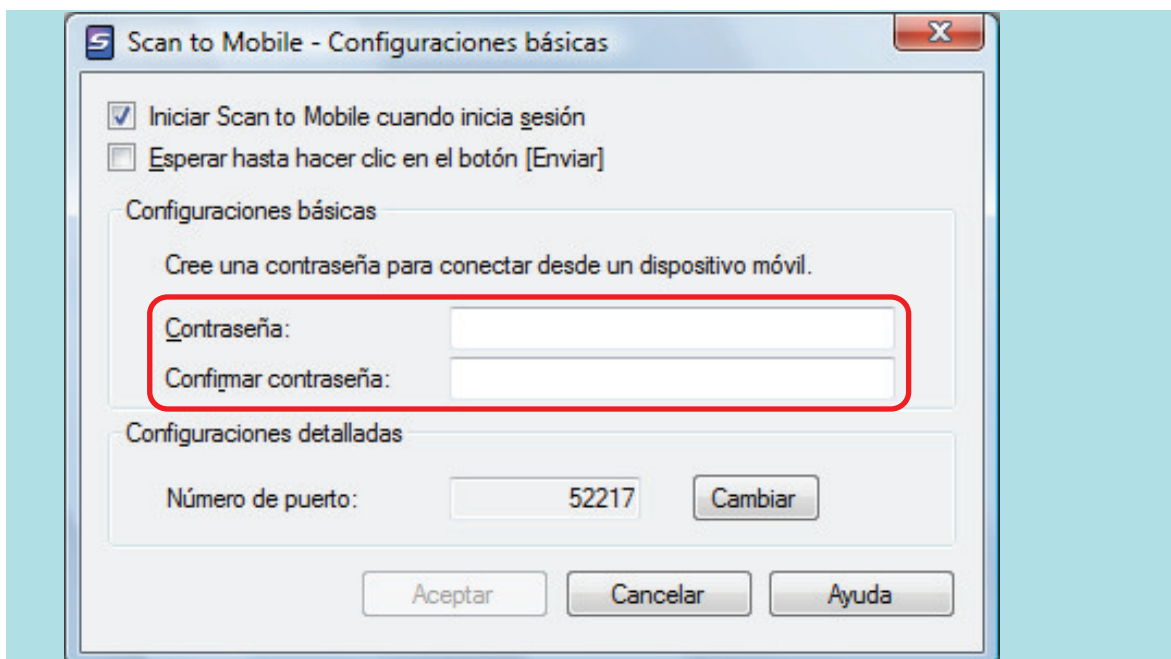 Scan to Mobile - Configuraciones básicas
Iniciar Scan to Mobile cuando inicia sesión
Esperar hasta hacer clic en el botón [Enviar]
Configuraciones básicas
Cree una contraseña para conectar desde un dispositivo móvil.
Contraseña:
Confirmar contraseña:
Configuraciones detalladas
Número de puerto: 52217 Cambiar
Aceptar Cancelar Ayuda